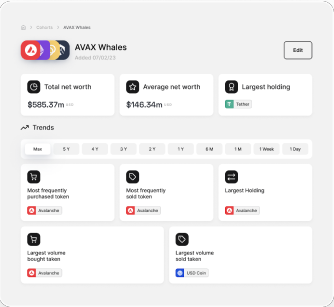 Cohorts > AVAX Whales
AVAX Whales
Added 07/02/23
Edit
Total net worth
$585.37m USD
Average net worth
$146.34m USD
Largest holding
Tether
Trends
Max
5 Y
4 Y
3 Y
2 Y
1 Y
6 M
1 M
1 Week
1 Day
Most frequently
purchased token
Avalanche
Most frequently
sold token
Avalanche
Largest Holding
Avalanche
Largest volume
bought token
Avalanche
Largest volume
sold token
USD Coin